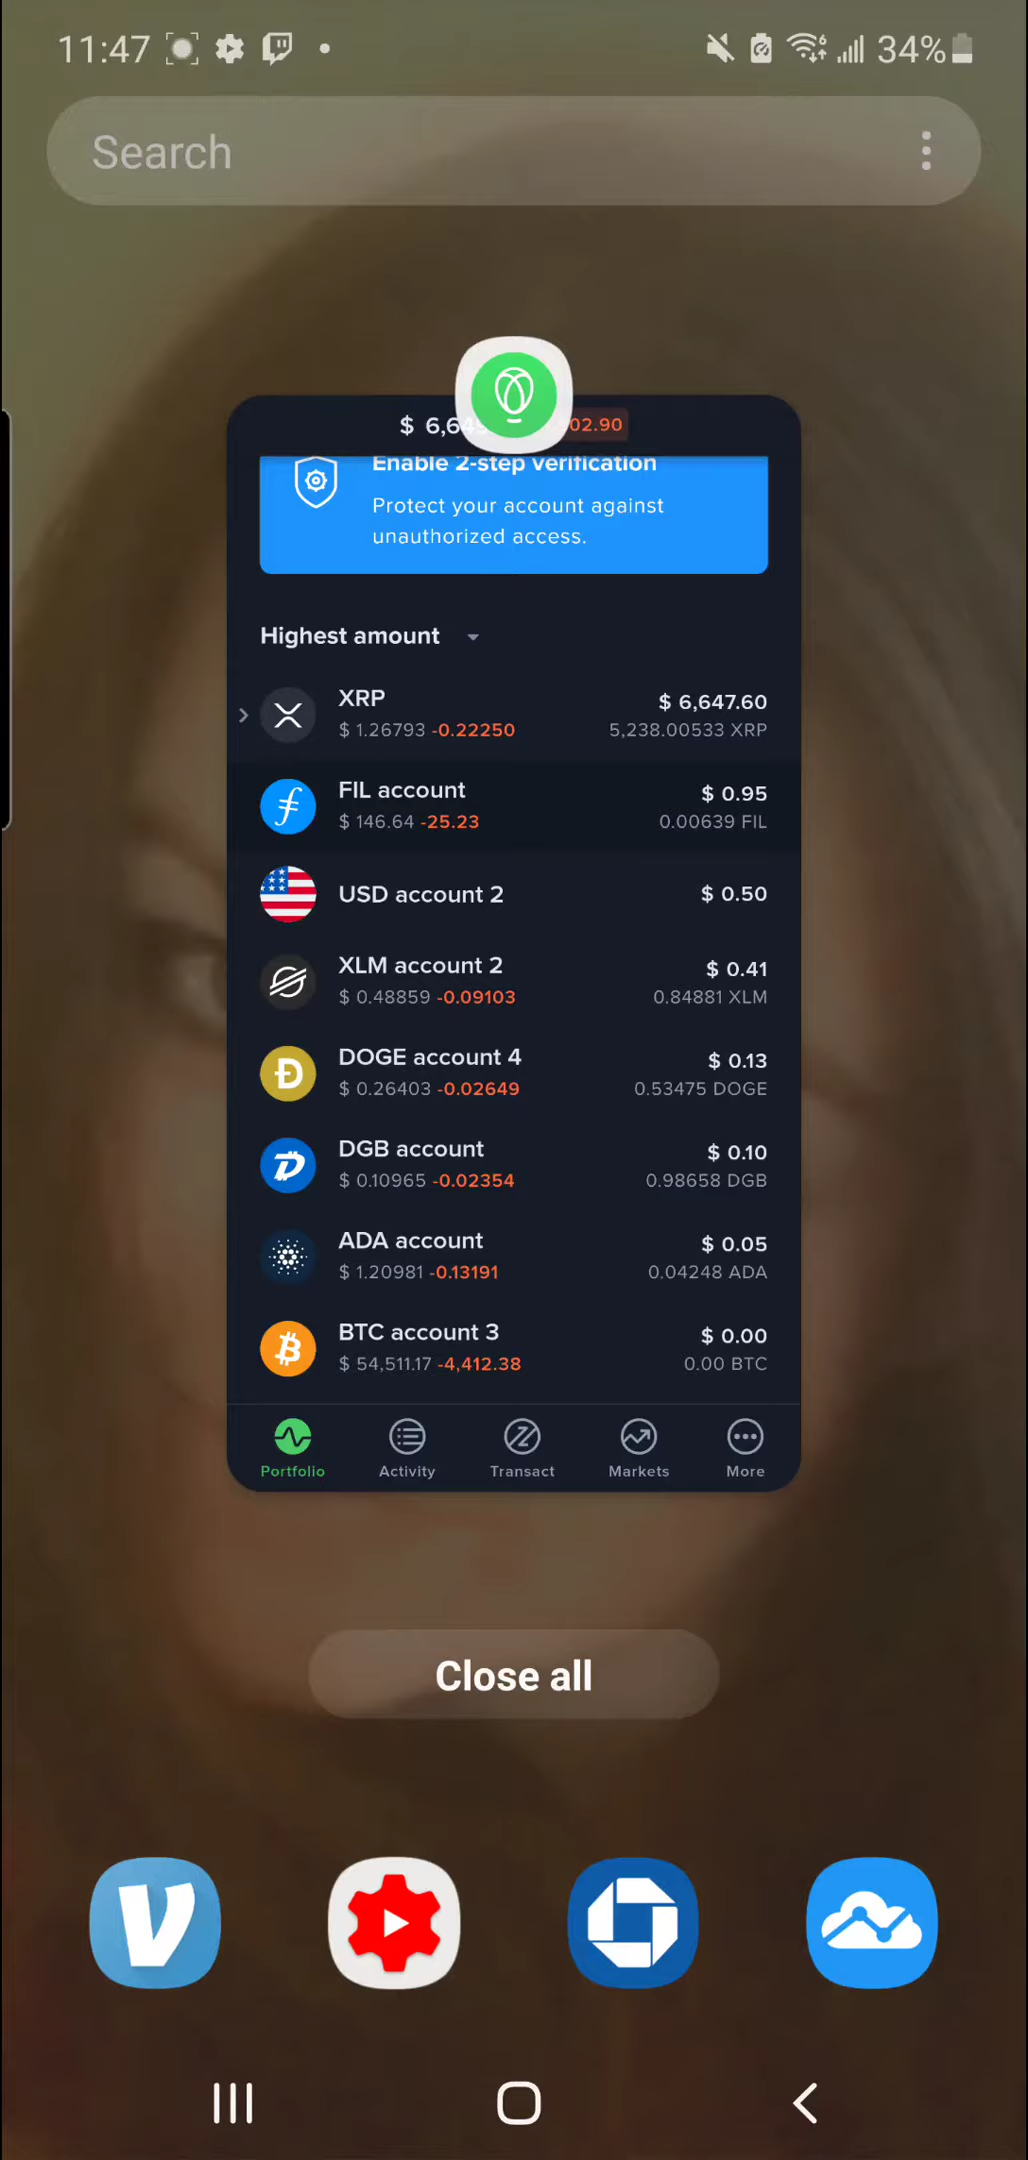 11:47
34%
Search
$ 6,64
02.90
Enable 2-step verification
Protect your account against
unauthorized access.
Highest amount
XRP
$ 6,647.60
$ 1.26793 -0.22250
5,238.00533 XRP
FIL account
$ 0.95
$ 146.64 -25.23
0.00639 FIL
USD account 2
$ 0.50
XLM account 2
$ 0.41
$ 0.48859 -0.09103
0.84881 XLM
DOGE account 4
$ 0.13
$ 0.26403 -0.02649
0.53475 DOGE
DGB account
$ 0.10
$ 0.10965 -0.02354
0.98658 DGB
ADA account
$ 0.05
$ 1.20981 -0.13191
0.04248 ADA
BTC account 3
$ 0.00
$ 54,511.17 -4,412.38
0.00 BTC
Portfolio Activity Transact Markets More
Close all